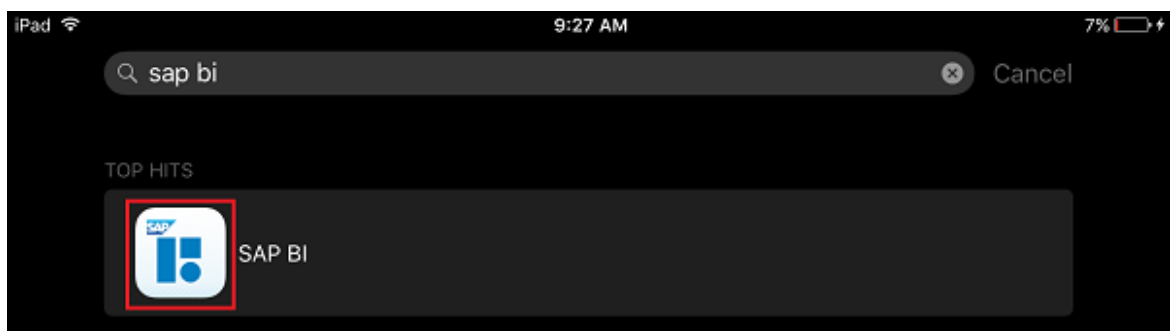 iPad 9:27 AM 7%
sap bi Cancel
TOP HITS
SAP
SAP BI